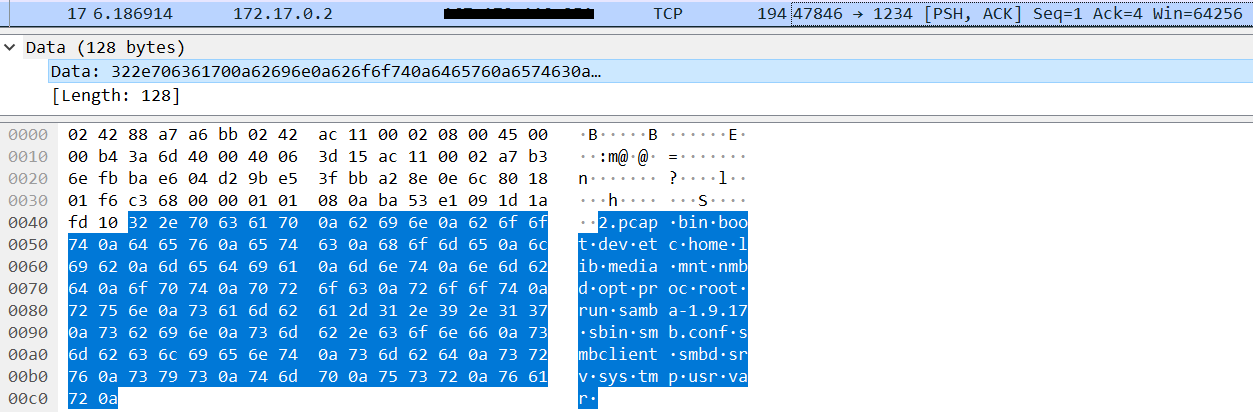 17 6.186914 172.17.0.2 TCP 194 47846 → 1234 [PSH, ACK] Seq=1 Ack=4 Win=64256
Data (128 bytes)
Data: 322e706361700a62696e0a626f6f740a6465760a6574630a…
[Length: 128]
0000 02 42 88 a7 a6 bb 02 42 ac 11 00 02 08 00 45 00 ·B·····B ······E·
0010 00 b4 3a 6d 40 00 40 06 3d 15 ac 11 00 02 a7 b3 ··:m@·@· =·······
0020 6e fb ba e6 04 d2 9b e5 3f bb a2 8e 0e 6c 80 18 n······· ?····l··
0030 01 f6 c3 68 00 00 01 01 08 0a ba 53 e1 09 1d 1a ···h···· ···S····
0040 fd 10 32 2e 70 63 61 70 0a 62 69 6e 0a 62 6f 6f ··2.pcap ·bin·boo
0050 74 0a 64 65 76 0a 65 74 63 0a 68 6f 6d 65 0a 6c t·dev·et c·home·l
0060 69 62 0a 6d 65 64 69 61 0a 6d 6e 74 0a 6e 6d 62 ib·media ·mnt·nmb
0070 64 0a 6f 70 74 0a 70 72 6f 63 0a 72 6f 6f 74 0a d·opt·pr oc·root·
0080 72 75 6e 0a 73 61 6d 62 61 2d 31 2e 39 2e 31 37 run·samb a-1.9.17
0090 0a 73 62 69 6e 0a 73 6d 62 2e 63 6f 6e 66 0a 73 ·sbin·sm b.conf·s
00a0 6d 62 63 6c 69 65 6e 74 0a 73 6d 62 64 0a 73 72 mbclient ·smbd·sr
00b0 76 0a 73 79 73 0a 74 6d 70 0a 75 73 72 0a 76 61 v·sys·tm p·usr·va
00c0 72 0a r·